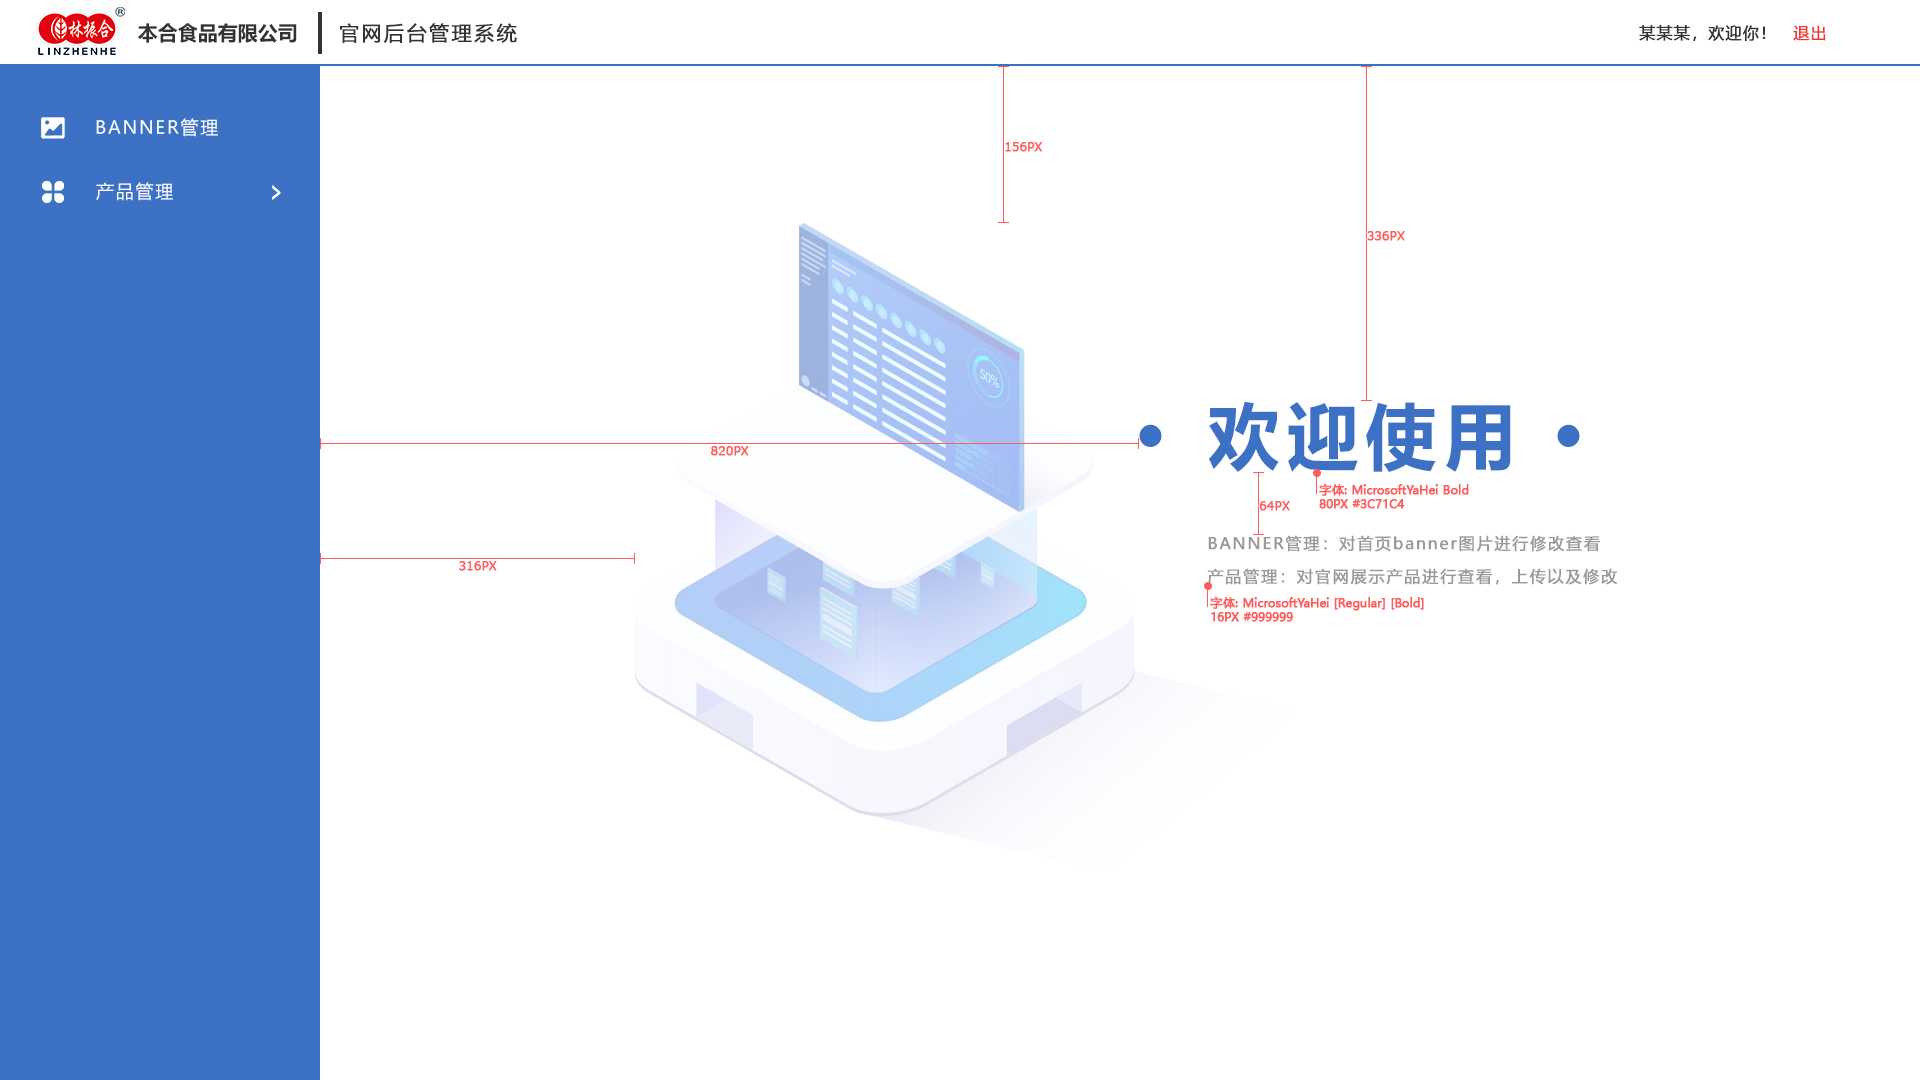 林振合
®
LINZHENHE
本合食品有限公司
官网后台管理系统
某某某，欢迎你！
退出
BANNER管理
产品管理
156PX
336PX
50%
820PX
欢迎使用
字体: MicrosoftYaHei Bold
80PX #3C71C4
64PX
BANNER管理：对首页banner图片进行修改查看
316PX
产品管理：对官网展示产品进行查看，上传以及修改
字体: MicrosoftYaHei [Regular] [Bold]
16PX #999999